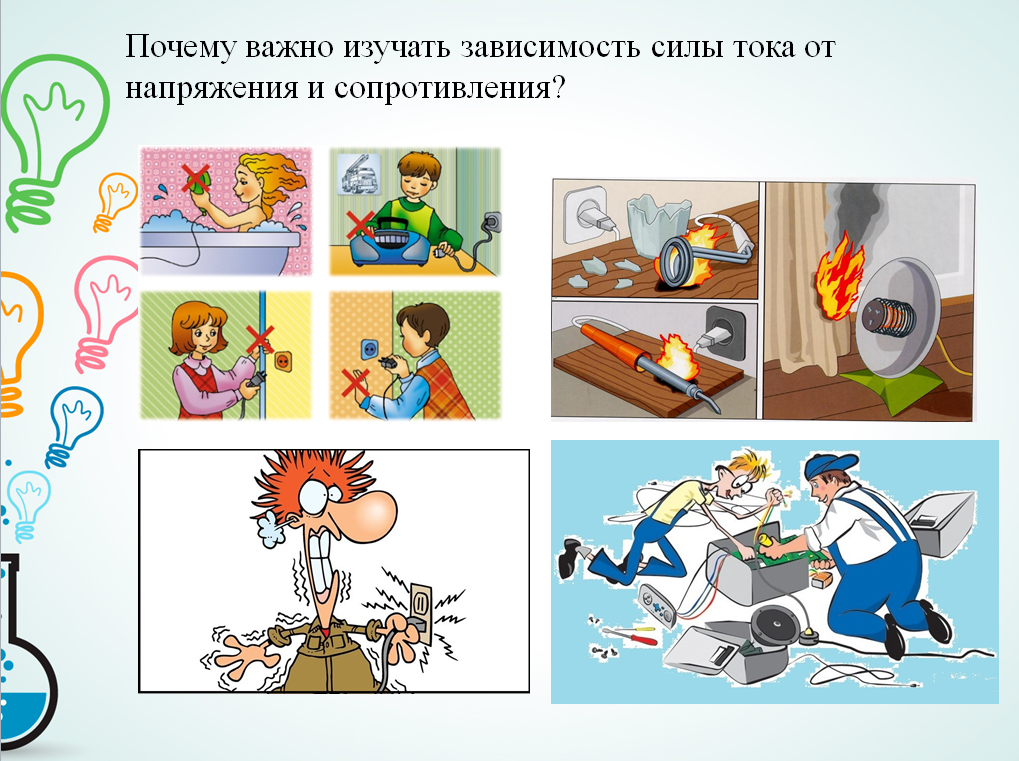 Почему важно изучать зависимость силы тока от
напряжения и сопротивления?